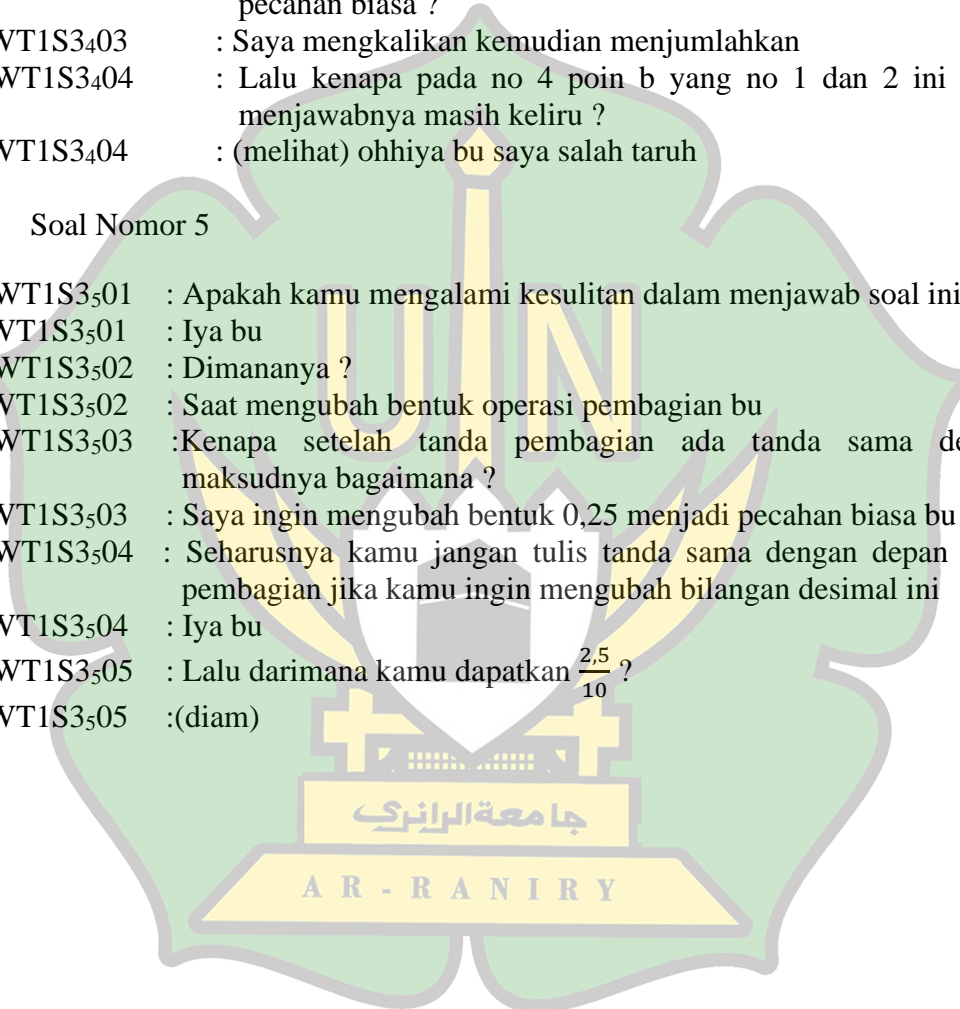 pecahan biasa ?
WT1S3₄03 : Saya mengkalikan kemudian menjumlahkan
WT1S3₄04 : Lalu kenapa pada no 4 poin b yang no 1 dan 2 ini
menjawabnya masih keliru ?
WT1S3₄04 : (melihat) ohhiya bu saya salah taruh
Soal Nomor 5
WT1S3₅01 : Apakah kamu mengalami kesulitan dalam menjawab soal ini
WT1S3₅01 : Iya bu
WT1S3₅02 : Dimananya ?
WT1S3₅02 : Saat mengubah bentuk operasi pembagian bu
WT1S3₅03 :Kenapa setelah tanda pembagian ada tanda sama de
maksudnya bagaimana ?
WT1S3₅03 : Saya ingin mengubah bentuk 0,25 menjadi pecahan biasa bu
WT1S3₅04 : Seharusnya kamu jangan tulis tanda sama dengan depan
pembagian jika kamu ingin mengubah bilangan desimal ini
WT1S3₅04 : Iya bu
WT1S3₅05 : Lalu darimana kamu dapatkan 2,5/10 ?
WT1S3₅05 :(diam)
UIN
جامعةالرانري
AR-RANIRY